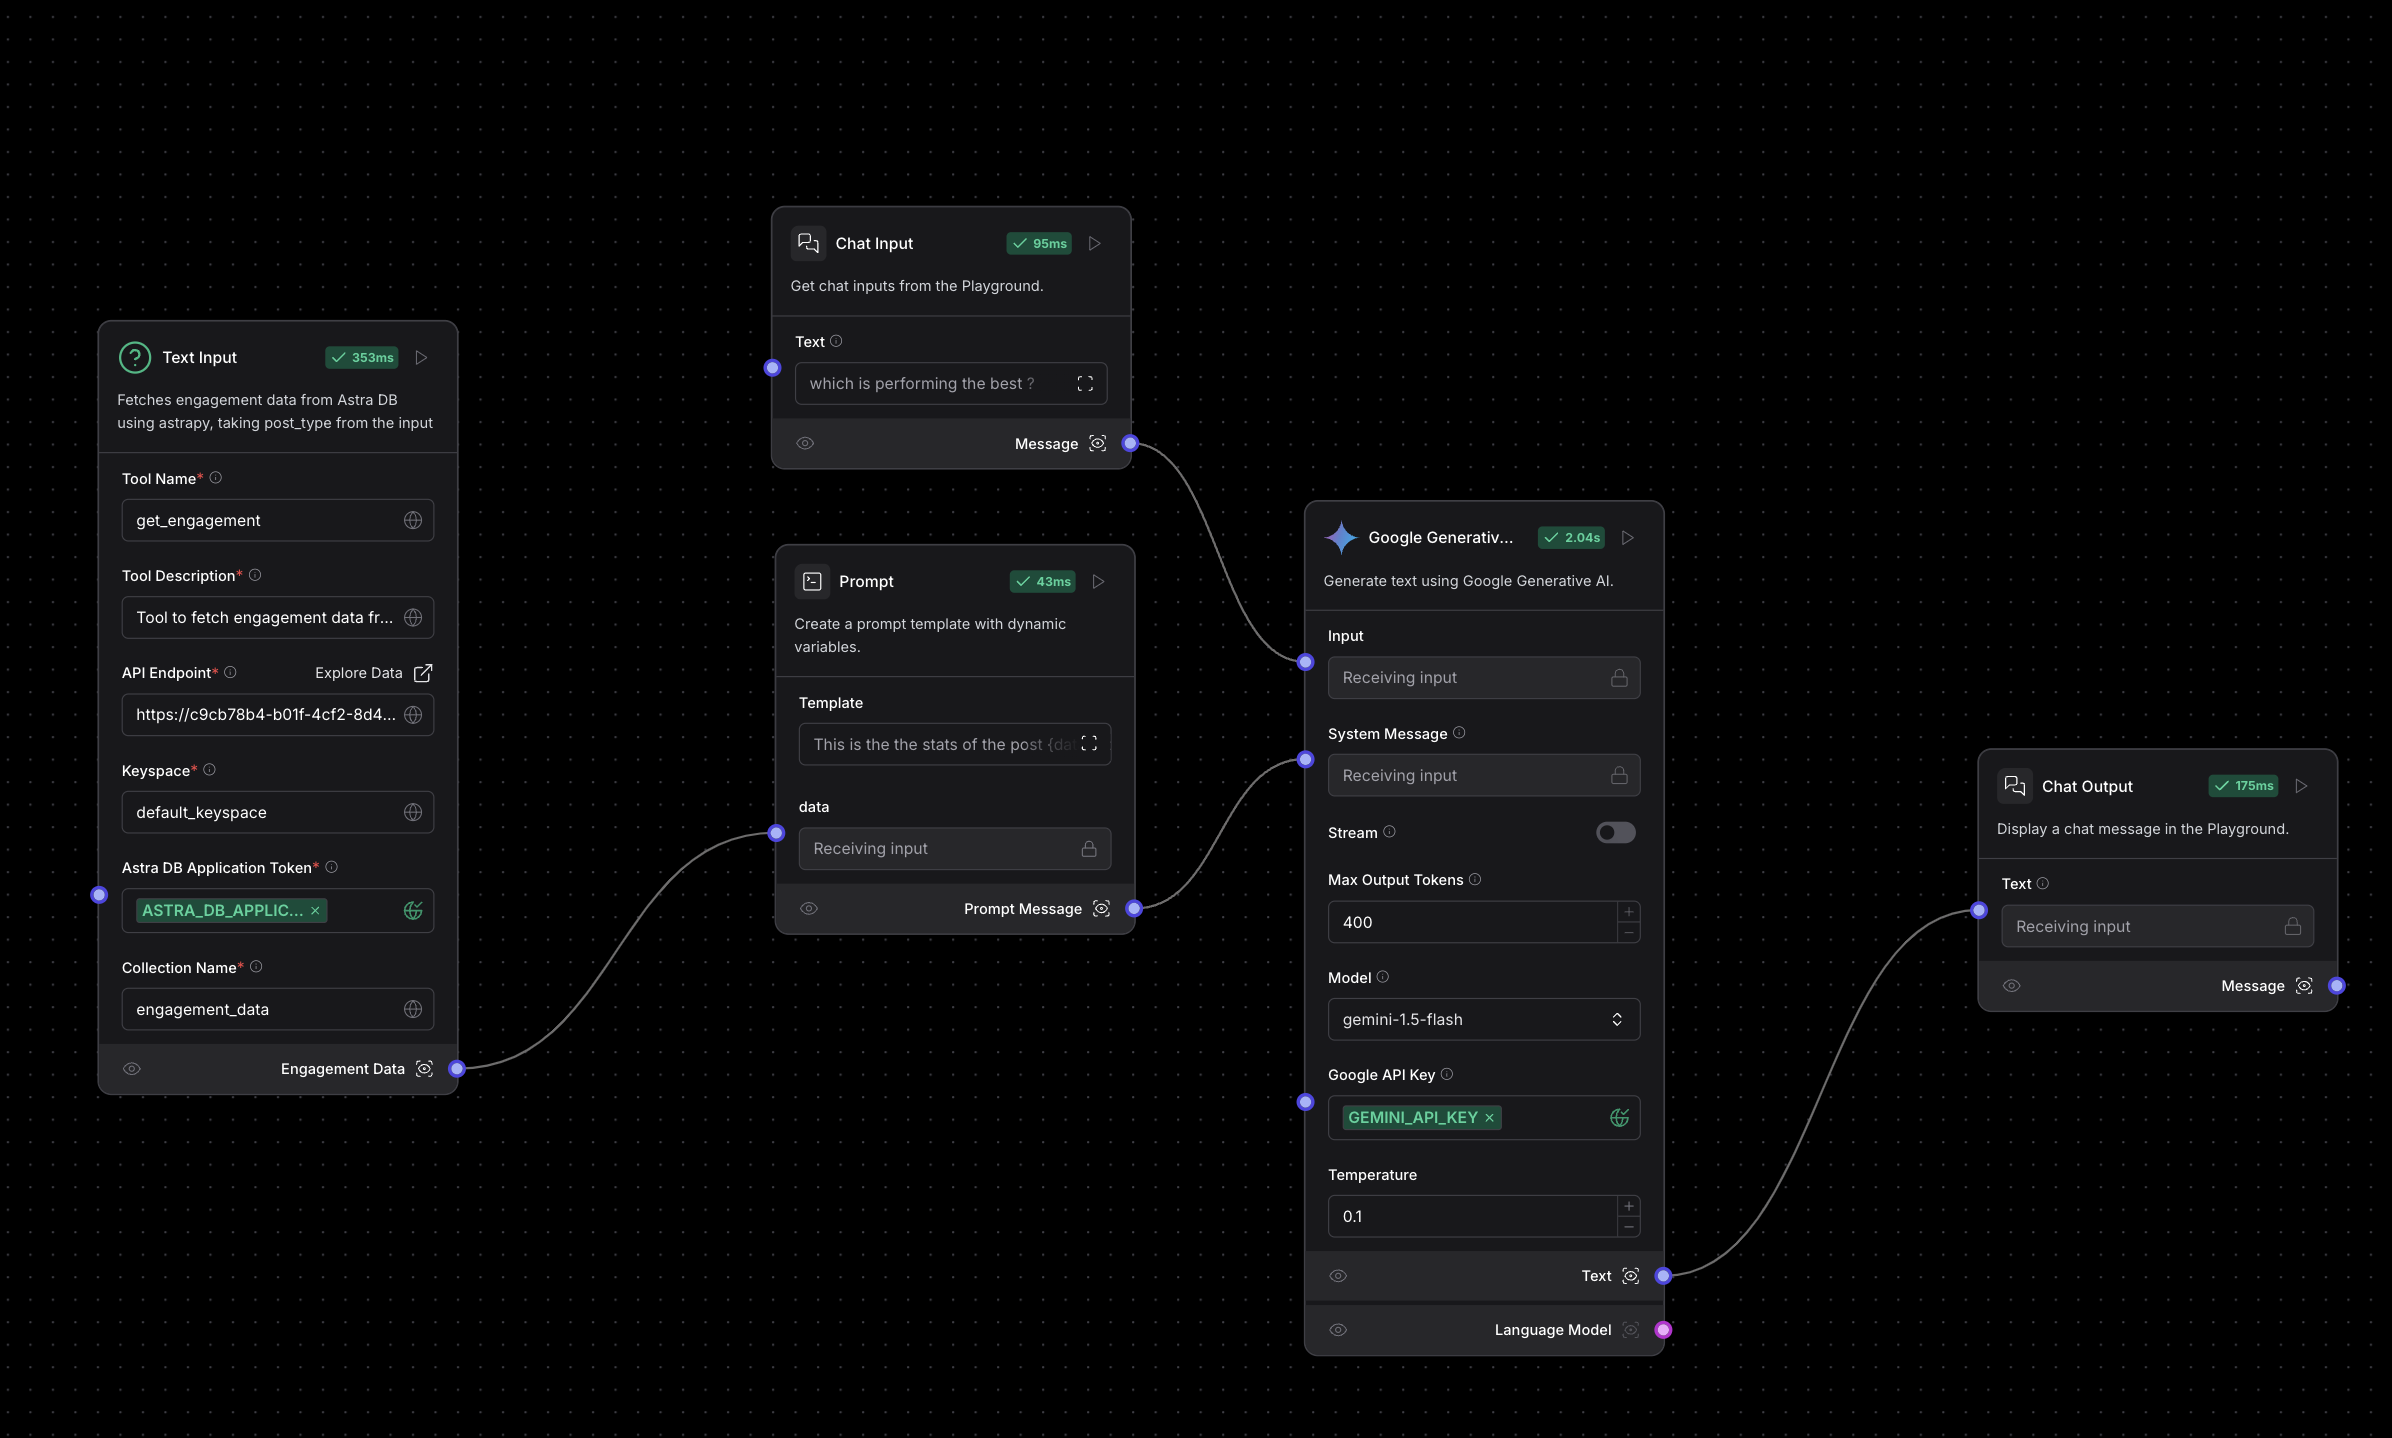 Text Input
353ms
Fetches engagement data from Astra DB
using astrapy, taking post_type from the input
Tool Name*
get_engagement
Tool Description*
Tool to fetch engagement data fr...
API Endpoint*
Explore Data
https://c9cb78b4-b01f-4cf2-8d4...
Keyspace*
default_keyspace
Astra DB Application Token*
ASTRA_DB_APPLIC... ×
Collection Name*
engagement_data
Engagement Data
Chat Input
95ms
Get chat inputs from the Playground.
Text
which is performing the best ?
Message
Prompt
43ms
Create a prompt template with dynamic
variables.
Template
This is the the stats of the post {dat
data
Receiving input
Prompt Message
Google Generativ...
2.04s
Generate text using Google Generative AI.
Input
Receiving input
System Message
Receiving input
Stream
Max Output Tokens
400
Model
gemini-1.5-flash
Google API Key
GEMINI_API_KEY ×
Temperature
0.1
Text
Language Model
Chat Output
175ms
Display a chat message in the Playground.
Text
Receiving input
Message